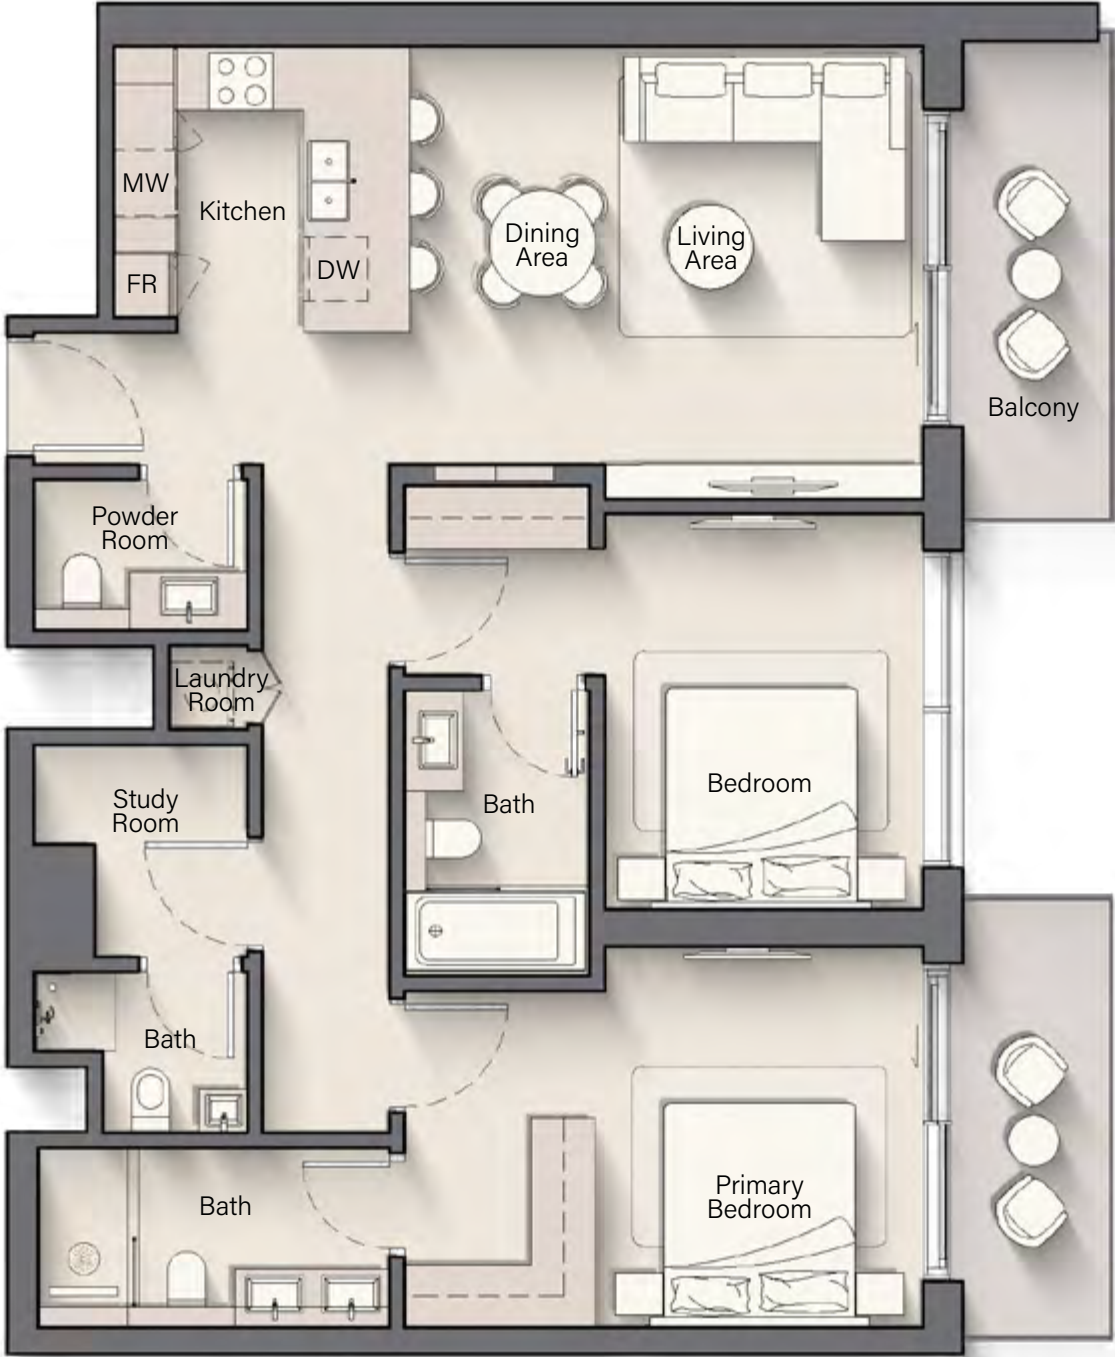 MW
Kitchen
FR
DW
Dining
Area
Living
Area
Balcony
Powder
Room
Laundry
Room
Study
Room
Bath
Bedroom
Bath
Bath
Primary
Bedroom